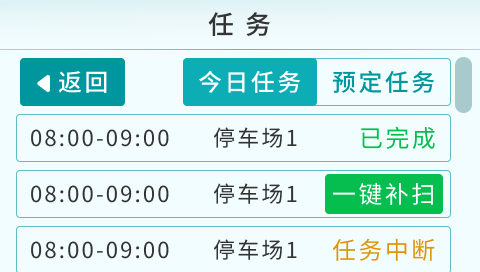 任务
返回 今日任务 预定任务
08:00-09:00 停车场1 已完成
08:00-09:00 停车场1 一键补扫
08:00-09:00 停车场1 任务中断